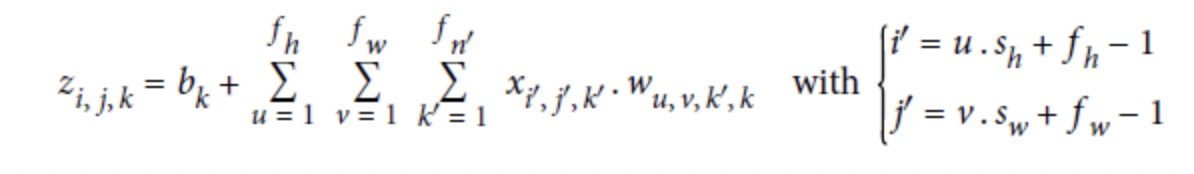 z_{i,j,k} = b_k + \sum_{u=1}^{f_h} \sum_{v=1}^{f_w} \sum_{k'=1}^{f_{n'}} x_{i',j',k'} . w_{u,v,k',k} with { i' = u . s_h + f_h − 1
j' = v . s_w + f_w − 1